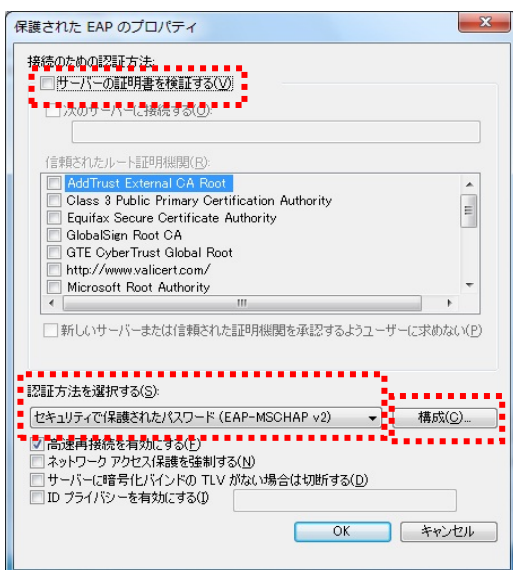 保護された EAP のプロパティ
接続のための認証方法:
サーバーの証明書を検証する(V)
次のサーバーに接続する(O):
信頼されたルート証明機関(R):
AddTrust External CA Root
Class 3 Public Primary Certification Authority
Equifax Secure Certificate Authority
GlobalSign Root CA
GTE CyberTrust Global Root
http://www.valicert.com/
Microsoft Root Authority
新しいサーバーまたは信頼された証明機関を承認するようユーザーに求めない(P)
認証方法を選択する(S):
セキュリティで保護されたパスワード (EAP-MSCHAP v2) 構成(C)...
高速再接続を有効にする(F)
ネットワーク アクセス保護を強制する(N)
サーバーに暗号化バインドの TLV がない場合は切断する(D)
ID プライバシーを有効にする(I)
OK キャンセル